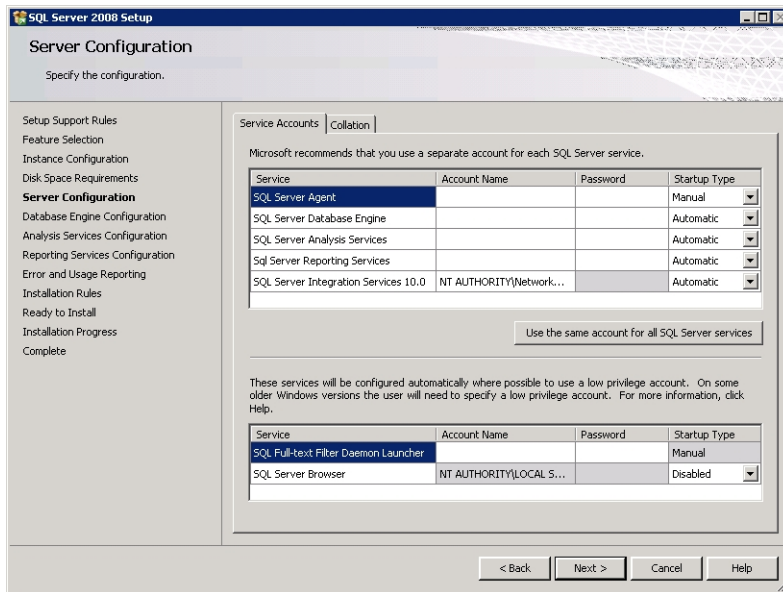 SQL Server 2008 Setup
Server Configuration
Specify the configuration.
Setup Support Rules
Feature Selection
Instance Configuration
Disk Space Requirements
Server Configuration
Database Engine Configuration
Analysis Services Configuration
Reporting Services Configuration
Error and Usage Reporting
Installation Rules
Ready to Install
Installation Progress
Complete
Service Accounts Collation
Microsoft recommends that you use a separate account for each SQL Server service.
Service Account Name Password Startup Type
SQL Server Agent Manual
SQL Server Database Engine Automatic
SQL Server Analysis Services Automatic
Sql Server Reporting Services Automatic
SQL Server Integration Services 10.0 NT AUTHORITY\Network... Automatic
Use the same account for all SQL Server services
These services will be configured automatically where possible to use a low privilege account. On some
older Windows versions the user will need to specify a low privilege account. For more information, click
Help.
Service Account Name Password Startup Type
SQL Full-text Filter Daemon Launcher Manual
SQL Server Browser NT AUTHORITY\LOCAL S... Disabled
< Back Next > Cancel Help